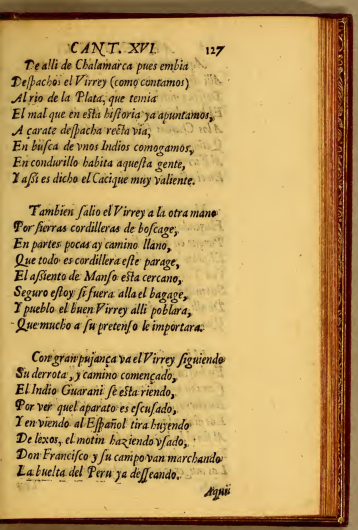 CANT. XVI. 127
De alli de Chalamarca pues embia
Despachoi el Virrey (como contamos)
Al rio de la Plata, que temia
El mal que en esta historia ya apuntamos,
A çarate despacha recta via,
En busca de vnos Indios comogamos,
En condurillo habita aquesta gente,
Y assi es dicho el Cacique muy valiente.
Tambien salio el Virrey a la otra mano
Por sierras cordilleras de boscage,
En partes pocas ay camino llano,
Que todo es cordillera este parage,
El assiento de Manso esta cercano,
Seguro estoy si fuera alla el bagage,
Y pueblo el buen Virrey alli poblara,
Que mucho a su pretenso le importara.
Con gran pujança va el Virrey siguiendo
Su derrota, y camino començado,
El Indio Guarani se esta riendo,
Por ver quel aparato es escusado,
Y en viendo al Español tira huyendo
De lexos, el motin haziendo vsado,
Don Francisco y su campo van marchando
La buelta del Peru ya desseando.
Aqui